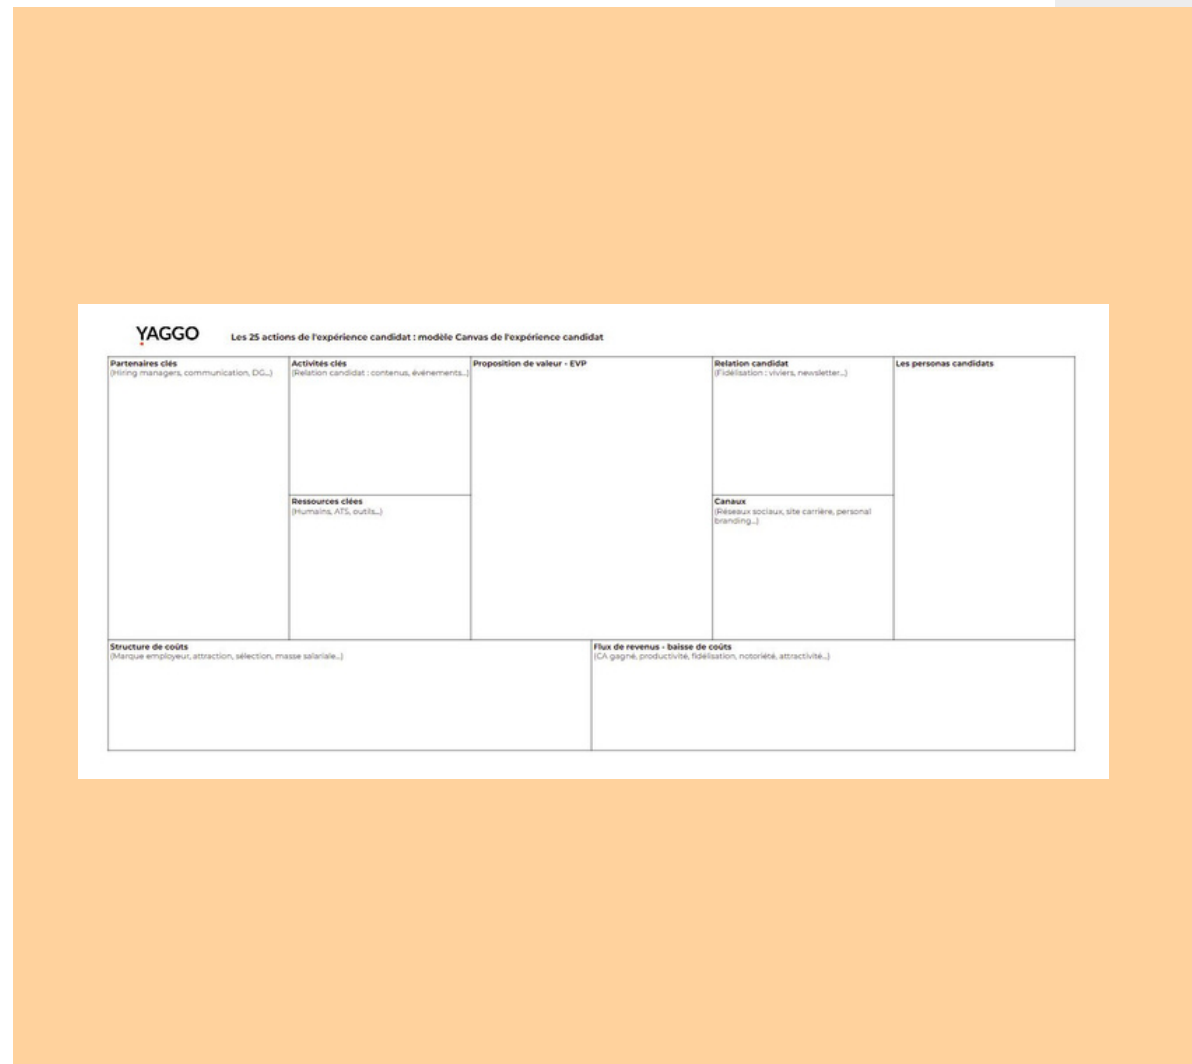 YAGGO
Les 25 actions de l'expérience candidat : modèle Canvas de l'expérience candidat
Partenaires clés
(Hiring managers, communication, DG...)
Activités clés
(Relation candidat : contenus, événements...)
Ressources clées
(Humains, ATS, outils...)
Proposition de valeur - EVP
Relation candidat
(Fidélisation : viviers, newsletter...)
Canaux
(Réseaux sociaux, site carrière, personal
branding...)
Les personas candidats
Structure de coûts
(Marque employeur, attraction, sélection, masse salariale...)
Flux de revenus - baisse de coûts
(CA gagné, productivité, fidélisation, notoriété, attractivité...)